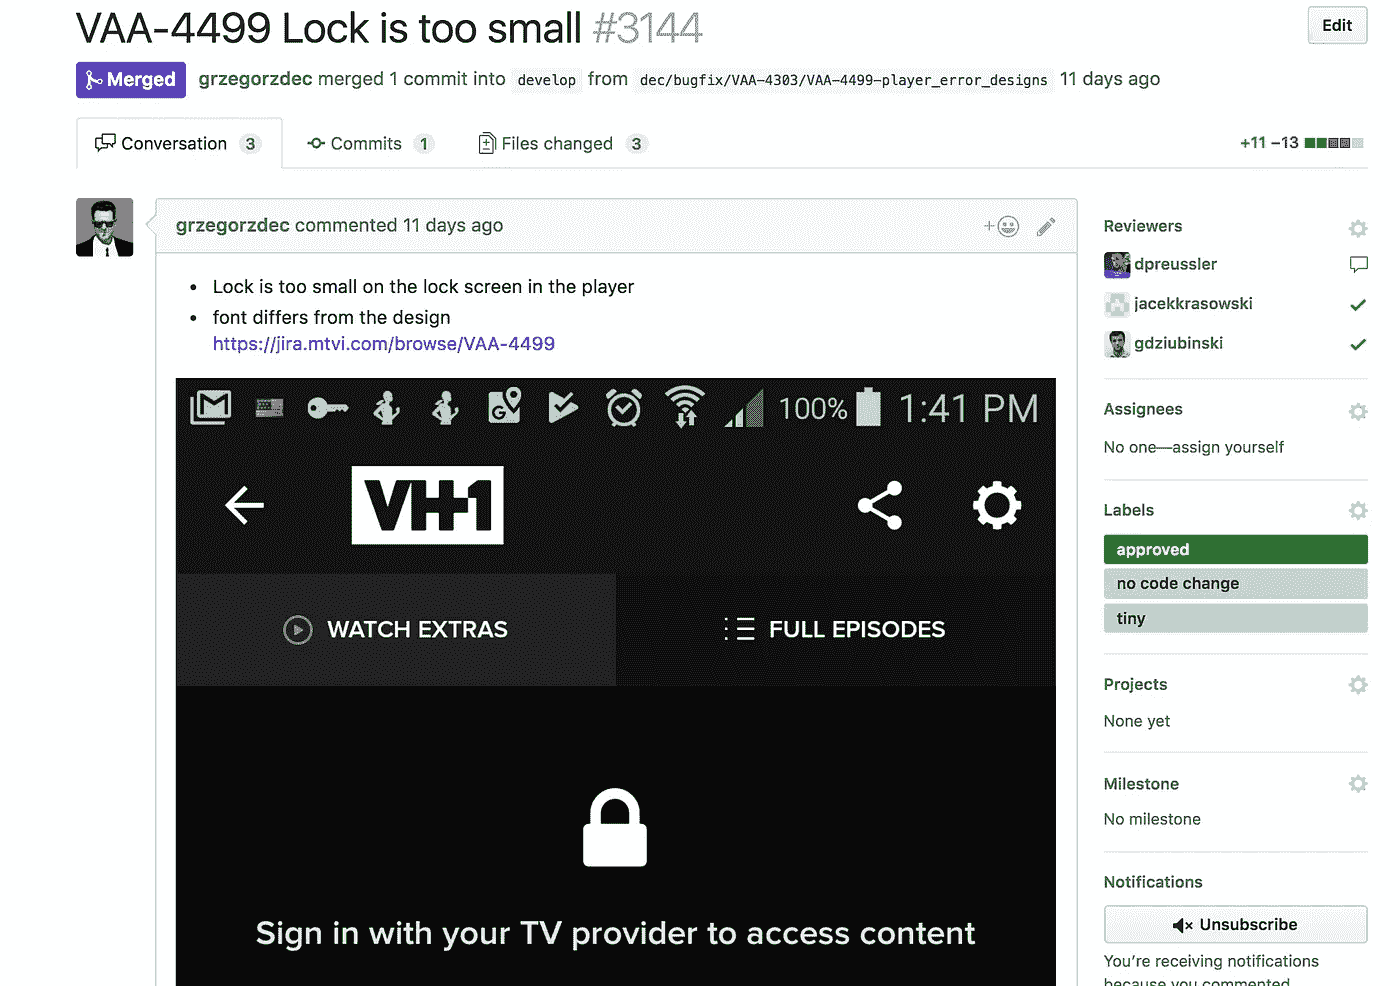 VAA-4499 Lock is too small #3144
Edit
Merged grzegorzdec merged 1 commit into develop from dec/bugfix/VAA-4303/VAA-4499-player_error_designs 11 days ago
Conversation 3 Commits 1 Files changed 3 +11 −13
grzegorzdec commented 11 days ago
• Lock is too small on the lock screen in the player
• font differs from the design
https://jira.mtvi.com/browse/VAA-4499
100% 1:41 PM
VH1
WATCH EXTRAS FULL EPISODES
Sign in with your TV provider to access content
Reviewers
dpreussler
jacekkrasowski
gdziubinski
Assignees
No one—assign yourself
Labels
approved
no code change
tiny
Projects
None yet
Milestone
No milestone
Notifications
Unsubscribe
You’re receiving notifications
because you commented